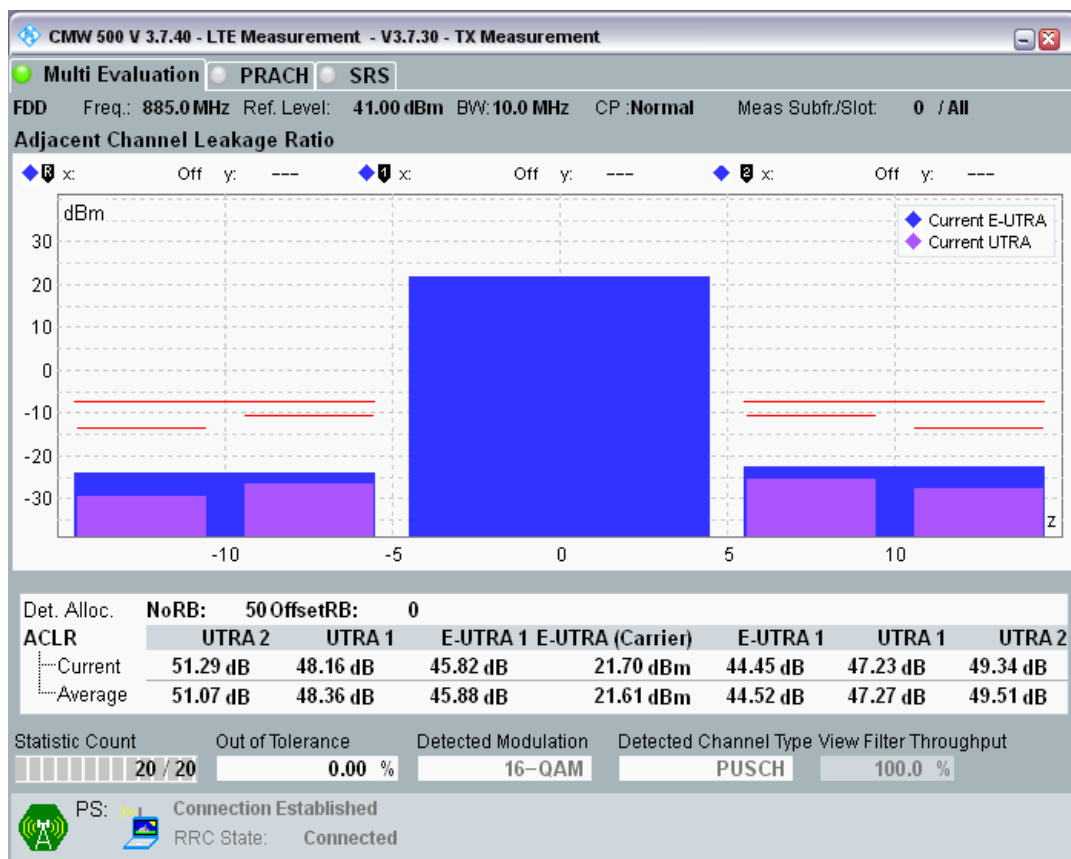 CMW 500 V 3.7.40 - LTE Measurement - V3.7.30 - TX Measurement
Multi Evaluation PRACH SRS
FDD Freq.: 885.0 MHz Ref. Level: 41.00 dBm BW: 10.0 MHz CP :Normal Meas Subfr./Slot: 0 / All
Adjacent Channel Leakage Ratio
R x: Off y: --- 1 x: Off y: --- 2 x: Off y: ---
dBm
Current E-UTRA
Current UTRA
30
20
10
0
-10
-20
-30
z
-10 -5 0 5 10
Det. Alloc. NoRB: 50 OffsetRB: 0
ACLR UTRA 2 UTRA 1 E-UTRA 1 E-UTRA (Carrier) E-UTRA 1 UTRA 1 UTRA 2
Current 51.29 dB 48.16 dB 45.82 dB 21.70 dBm 44.45 dB 47.23 dB 49.34 dB
Average 51.07 dB 48.36 dB 45.88 dB 21.61 dBm 44.52 dB 47.27 dB 49.51 dB
Statistic Count Out of Tolerance Detected Modulation Detected Channel Type View Filter Throughput
20 / 20 0.00 % 16-QAM PUSCH 100.0 %
PS: Connection Established
RRC State: Connected